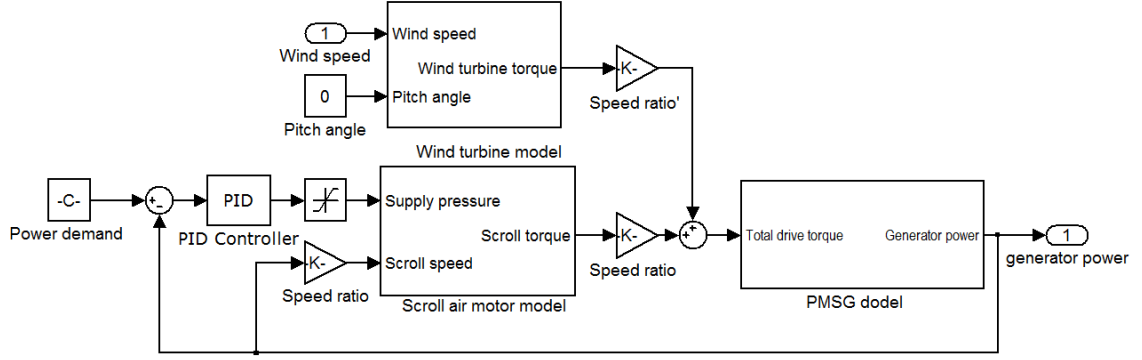 1
Wind speed
0
Pitch angle
Wind speed
Wind turbine torque
Pitch angle
Wind turbine model
-K-
Speed ratio'
-C-
Power demand
+
-
PID
PID Controller
Supply pressure
Scroll torque
Scroll speed
Scroll air motor model
-K-
Speed ratio
-K-
Speed ratio
+
+
Total drive torque
Generator power
PMSG dodel
1
generator power